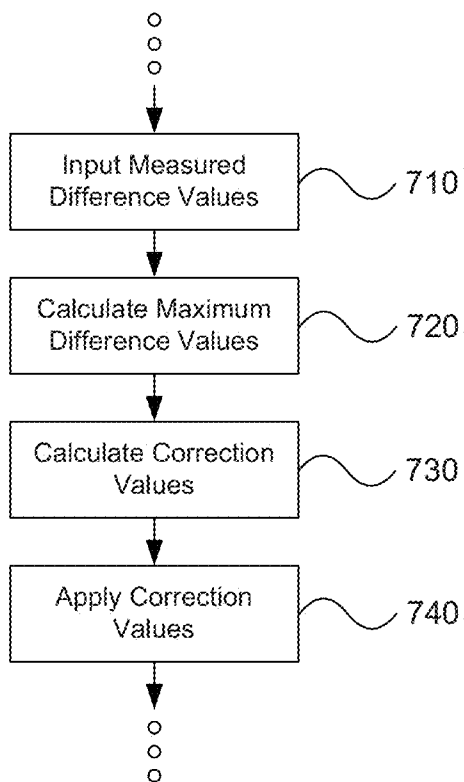 Input Measured
Difference Values
710
Calculate Maximum
Difference Values
720
Calculate Correction
Values
730
Apply Correction
Values
740